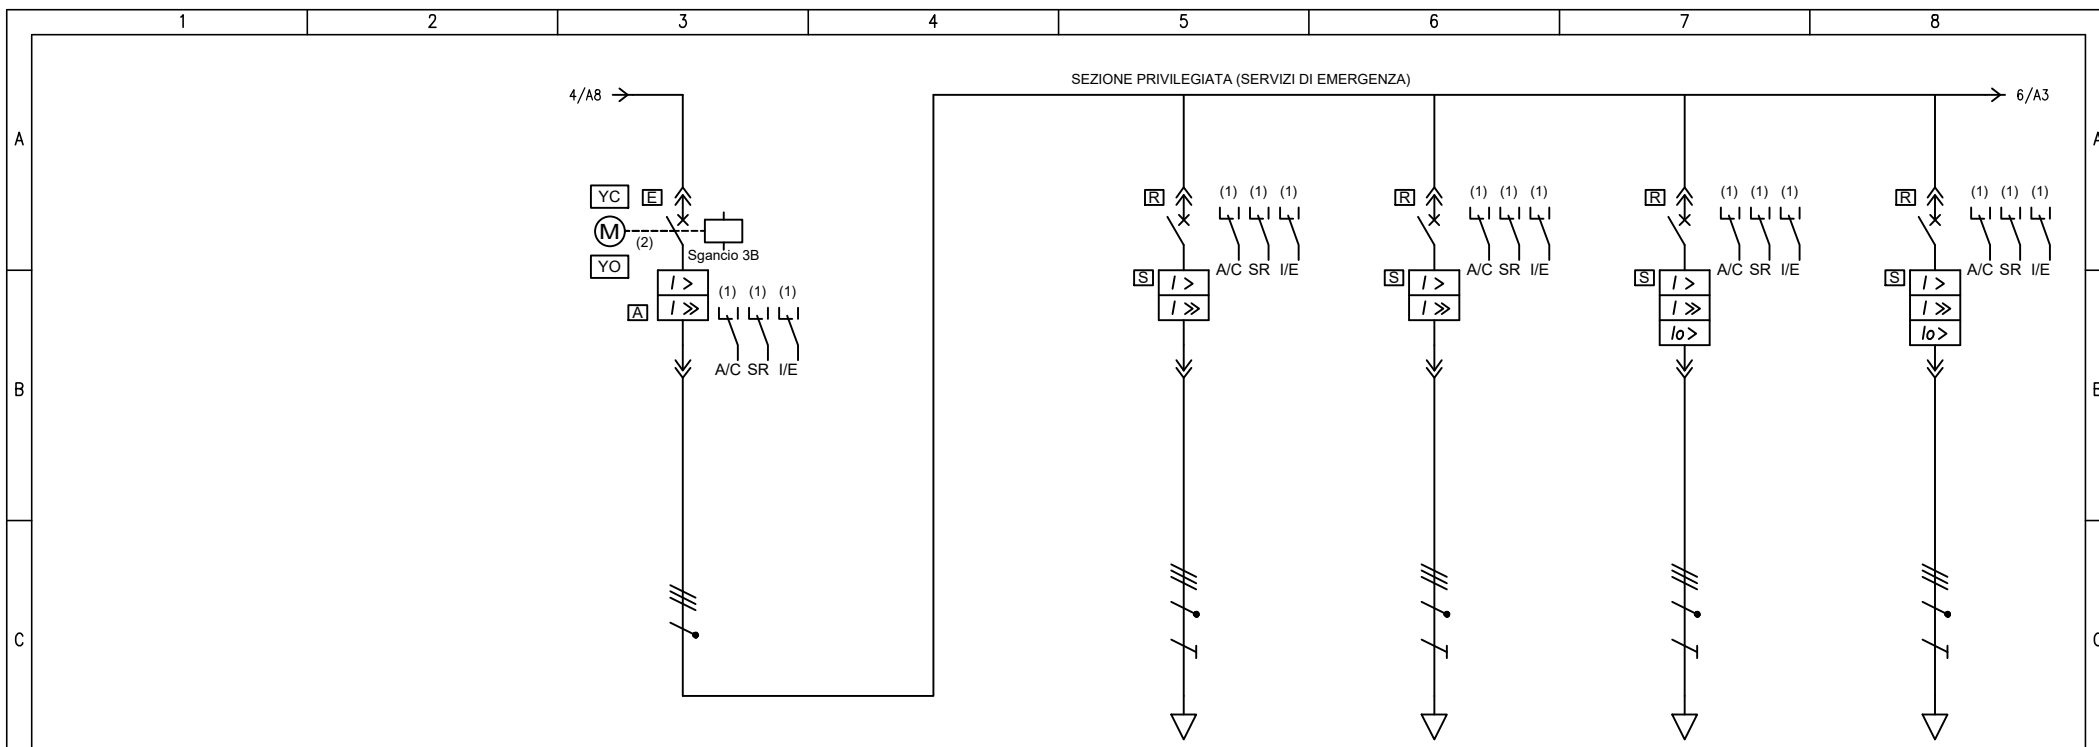 1 2 3 4 5 6 7 8
SEZIONE PRIVILEGIATA (SERVIZI DI EMERGENZA)
4/A8 6/A3
A A
YC E R (1) (1) (1) R (1) (1) (1) R (1) (1) (1) R (1) (1) (1)
M (2)
Sgancio 3B
YO A/C SR I/E A/C SR I/E A/C SR I/E A/C SR I/E
I > S I > S I > S I > S I >
(1) (1) (1)
A I >> I >> I >> I >> I >>
Io > Io >
A/C SR I/E
B B
C C